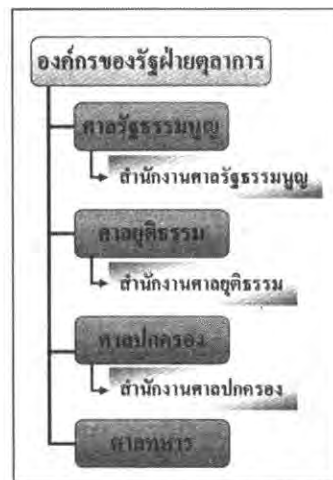 องค์กรของรัฐฝ่ายตุลาการ
ศาลรัฐธรรมนูญ
สำนักงานศาลรัฐธรรมนูญ
ศาลยุติธรรม
สำนักงานศาลยุติธรรม
ศาลปกครอง
สำนักงานศาลปกครอง
ศาลทหาร